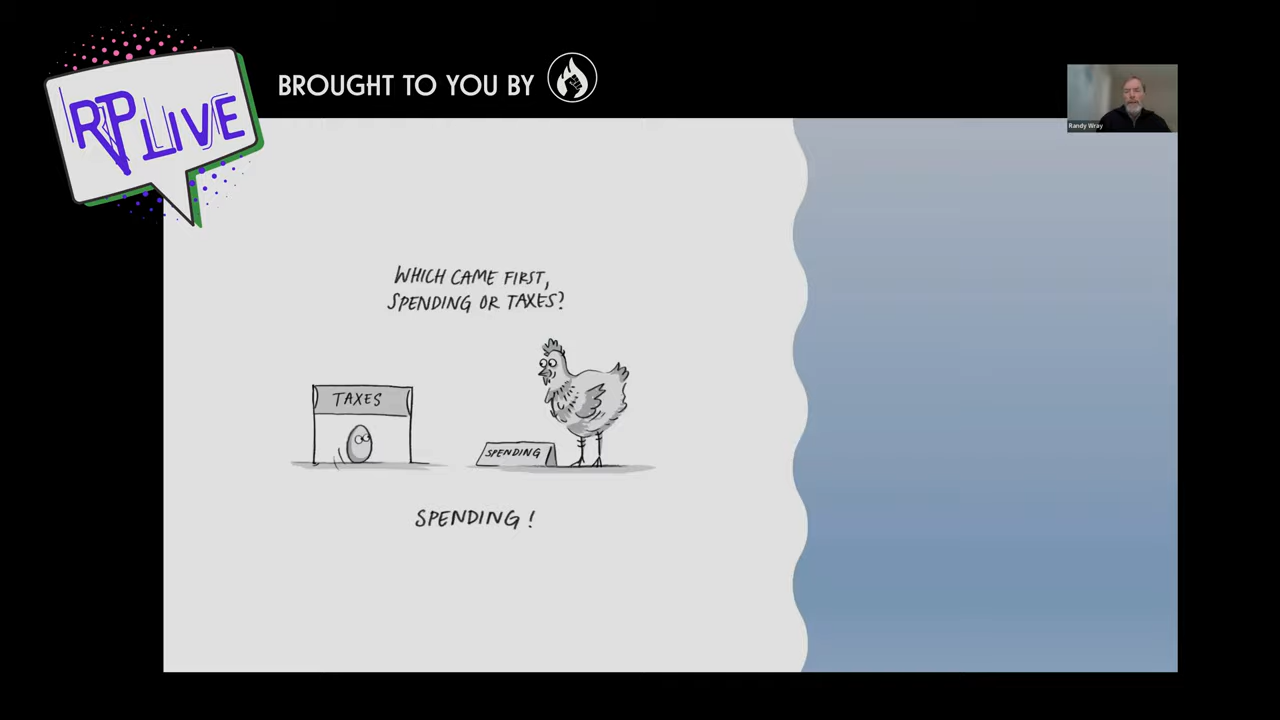 RP LIVE
BROUGHT TO YOU BY
Randy Wray
WHICH CAME FIRST,
SPENDING OR TAXES?
TAXES
SPENDING
SPENDING!